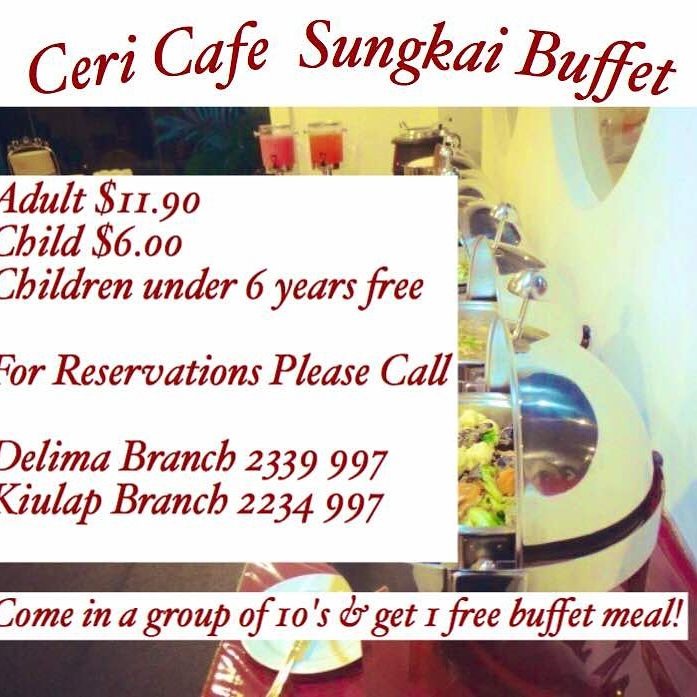 Ceri Cafe Sungkai Buffet
Adult $11.90
Child $6.00
Children under 6 years free
For Reservations Please Call
Delima Branch 2339 997
Kiulap Branch 2234 997
Come in a group of 10's & get 1 free buffet meal!